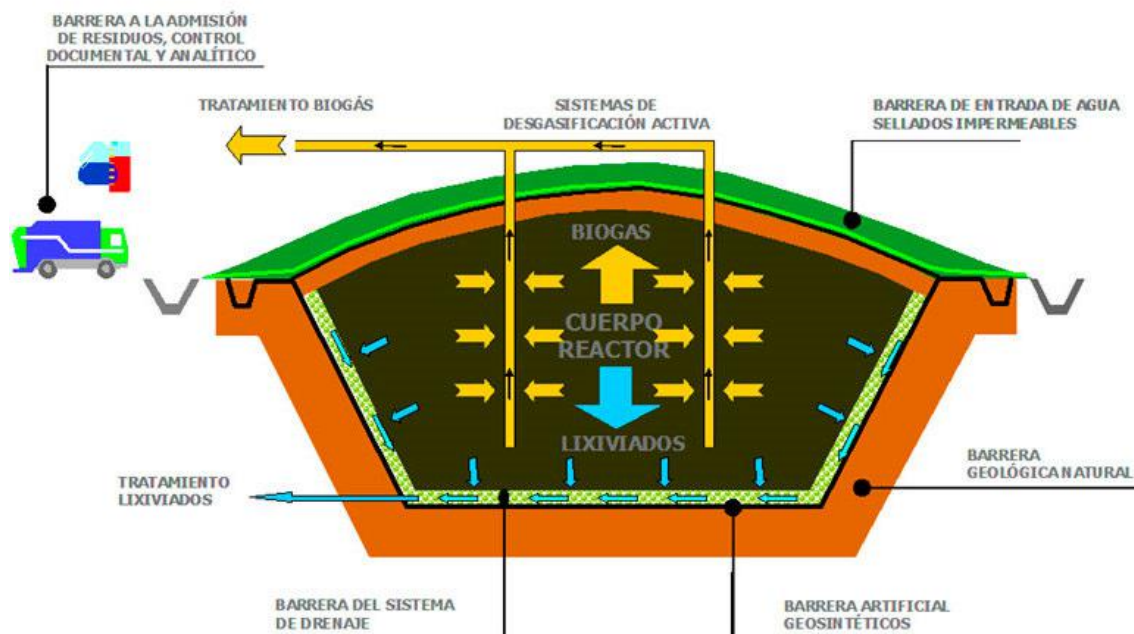 BARRERA A LA ADMISIÓN
DE RESIDUOS, CONTROL
DOCUMENTAL Y ANALÍTICO
TRATAMIENTO BIOGÁS
SISTEMAS DE
DESGASIFICACIÓN ACTIVA
BARRERA DE ENTRADA DE AGUA
SELLADOS IMPERMEABLES
BIOGAS
CUERPO
REACTOR
LIXIVIADOS
TRATAMIENTO
LIXIVIADOS
BARRERA
GEOLÓGICA NATURAL
BARRERA DEL SISTEMA
DE DRENAJE
BARRERA ARTIFICIAL
GEOSINTÉTICOS